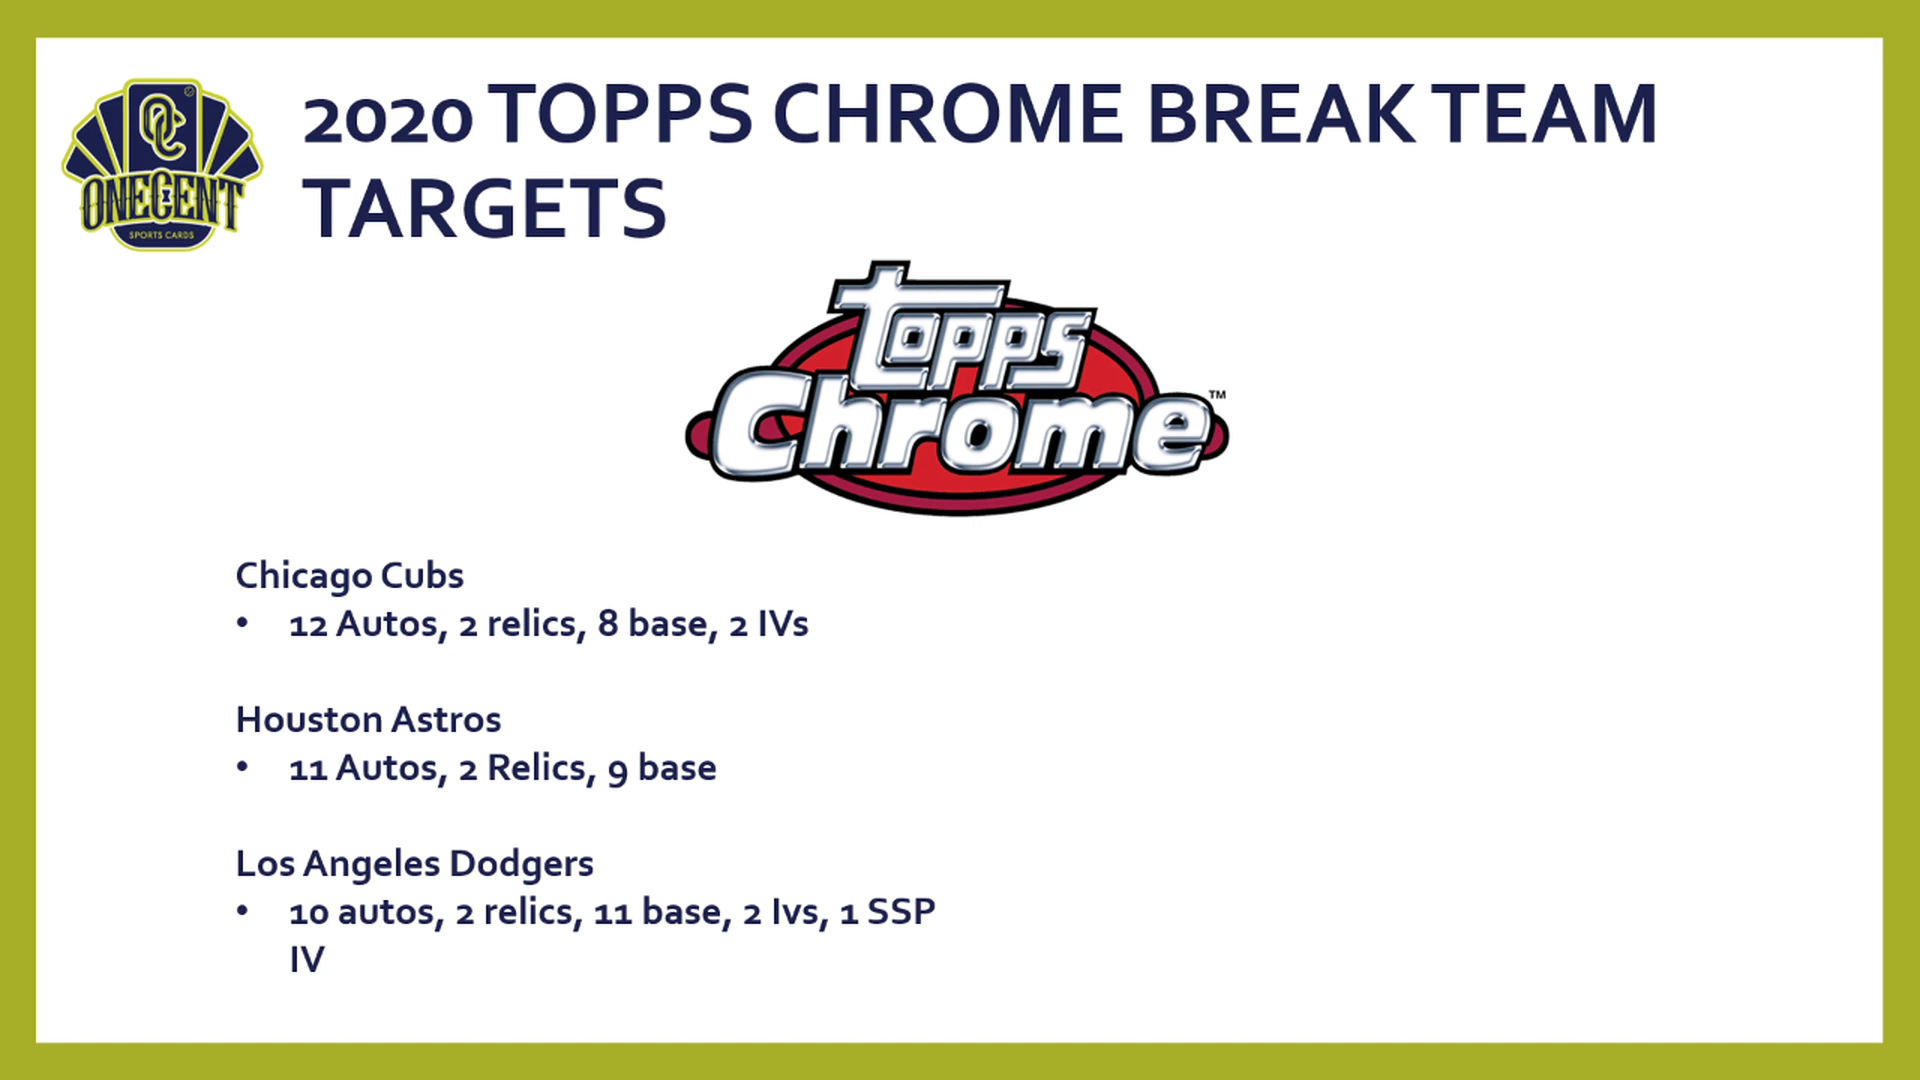 OC
ONECENT
SPORTS CARDS
2020 TOPPS CHROME BREAK TEAM
TARGETS
topps
Chrome™
Chicago Cubs
• 12 Autos, 2 relics, 8 base, 2 IVs
Houston Astros
• 11 Autos, 2 Relics, 9 base
Los Angeles Dodgers
• 10 autos, 2 relics, 11 base, 2 Ivs, 1 SSP
IV